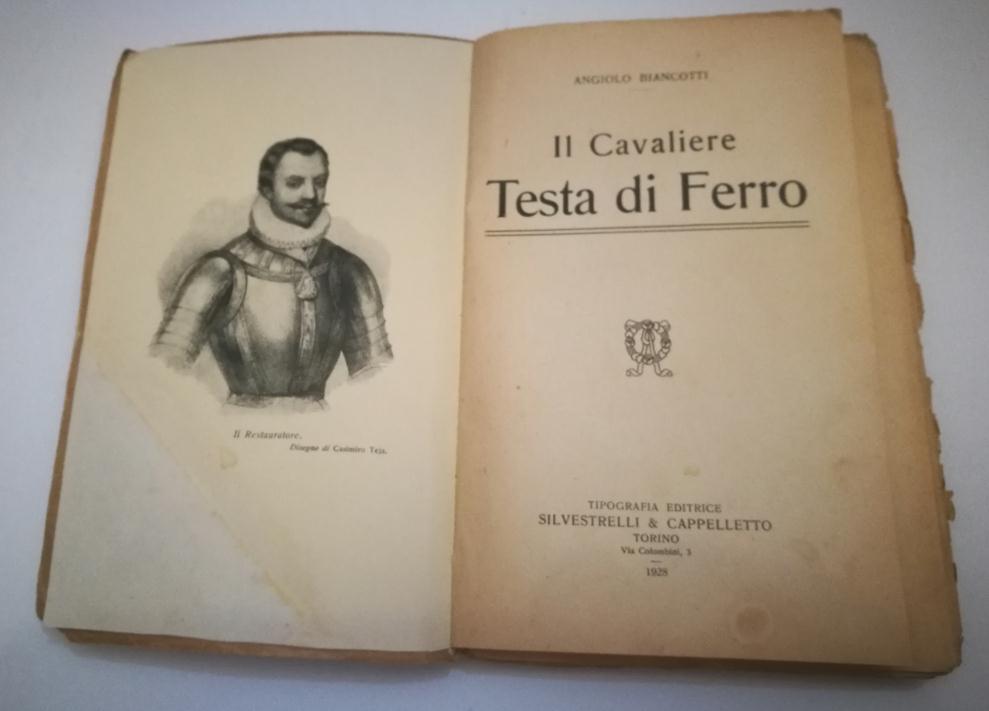 Il Restauratore.
Disegno di Casimiro Teja.
ANGIOLO BIANCOTTI
Il Cavaliere
Testa di Ferro
TIPOGRAFIA EDITRICE
SILVESTRELLI & CAPPELLETTO
TORINO
Via Colombini, 3
1928